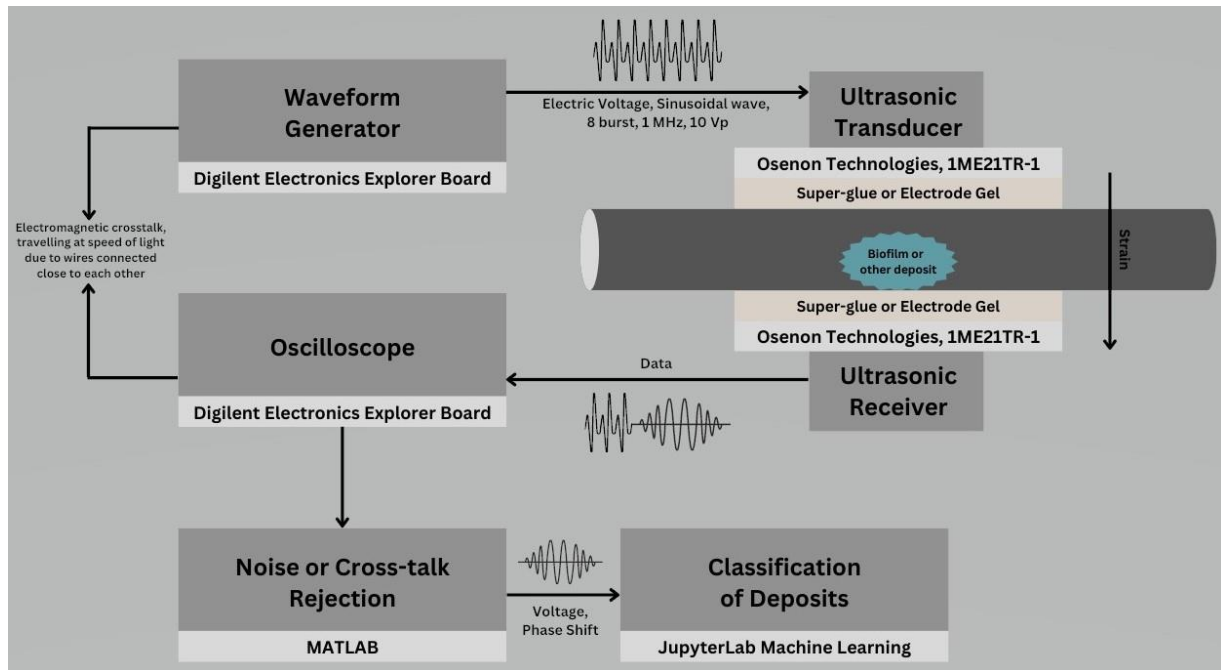 Waveform
Generator
Digilent Electronics Explorer Board
Electric Voltage, Sinusoidal wave,
8 burst, 1 MHz, 10 Vp
Ultrasonic
Transducer
Osenon Technologies, 1ME21TR-1
Super-glue or Electrode Gel
Electromagnetic crosstalk,
travelling at speed of light
due to wires connected
close to each other
Biofilm or
other deposit
Strain
Super-glue or Electrode Gel
Osenon Technologies, 1ME21TR-1
Ultrasonic
Receiver
Data
Oscilloscope
Digilent Electronics Explorer Board
Noise or Cross-talk
Rejection
MATLAB
Voltage,
Phase Shift
Classification
of Deposits
JupyterLab Machine Learning